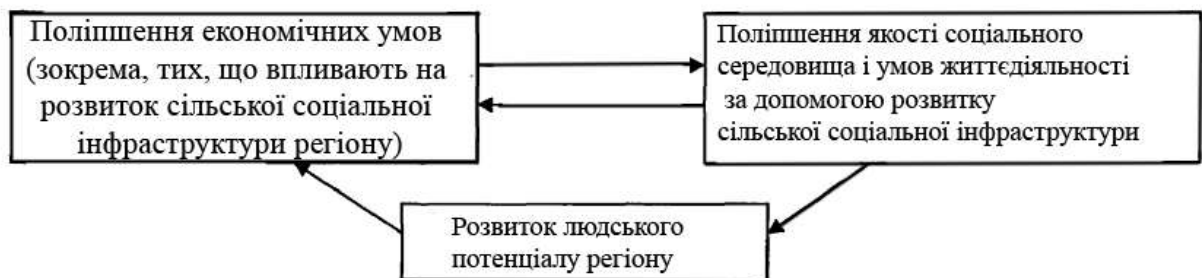 Поліпшення економічних умов
(зокрема, тих, що впливають на
розвиток сільської соціальної
інфраструктури регіону)
Поліпшення якості соціального
середовища і умов життєдіяльності
за допомогою розвитку
сільської соціальної інфраструктури
Розвиток людського
потенціалу регіону